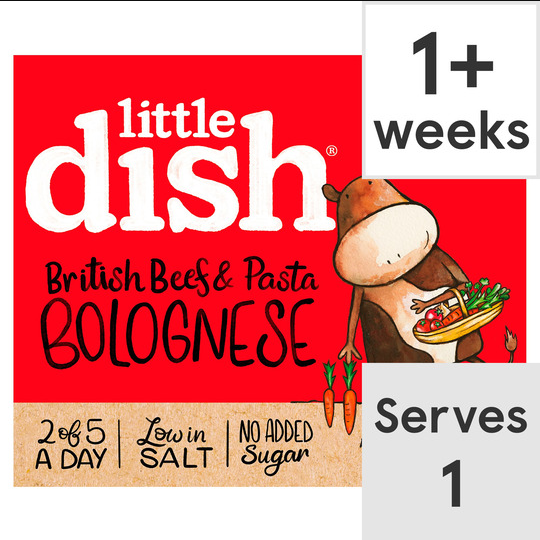 1+
weeks
little
dish®
British Beef & Pasta
BOLOGNESE
2 of 5
A DAY
Low in
SALT
NO ADDED
Sugar
Serves
1